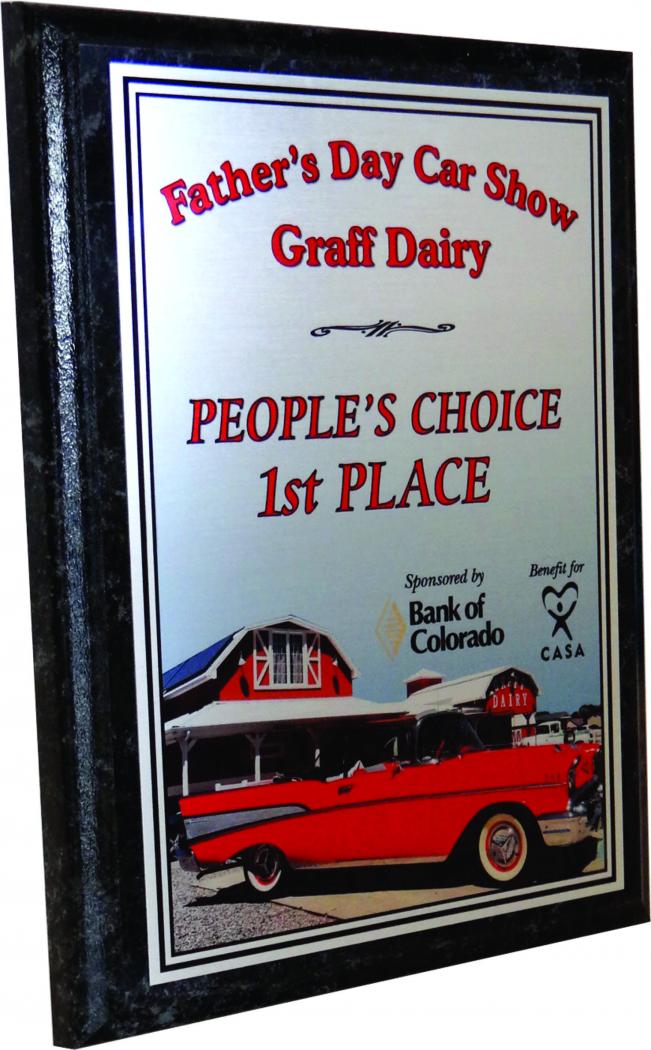 Father's Day Car Show
Graff Dairy
PEOPLE'S CHOICE
1st PLACE
Sponsored by
Bank of
Colorado
Benefit for
CASA
DAIRY